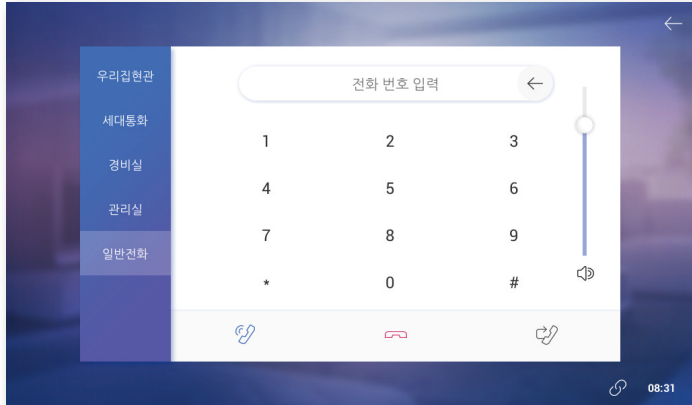 우리집현관
세대통화
경비실
관리실
일반전화
전화 번호 입력
1 2 3
4 5 6
7 8 9
* 0 #
08:31